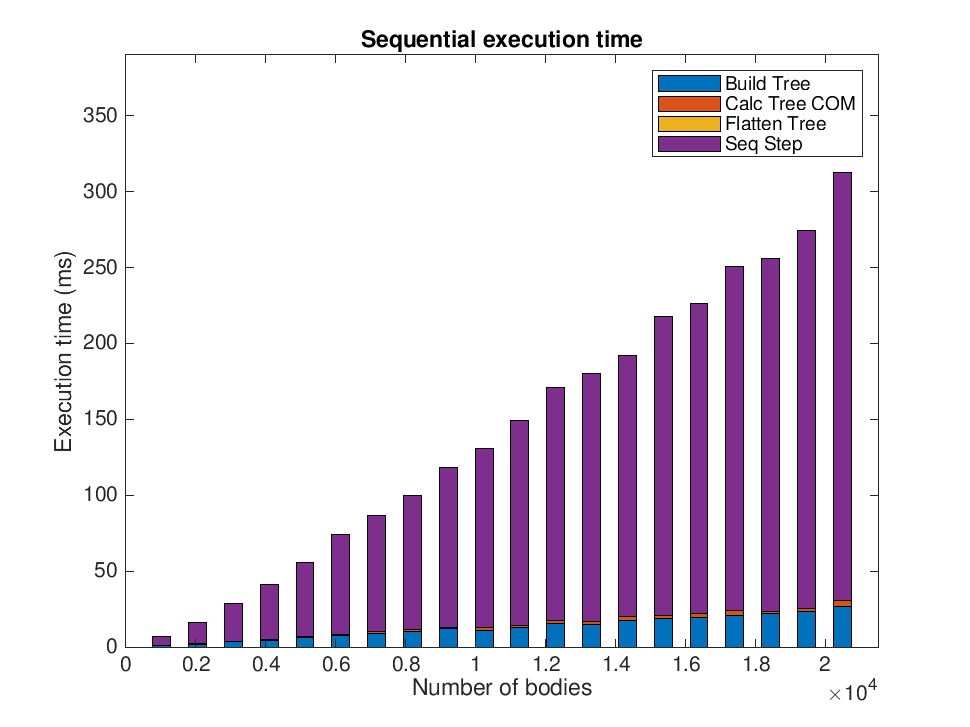 Sequential execution time
Build Tree
Calc Tree COM
Flatten Tree
Seq Step
350
300
250
200
150
100
50
0
Execution time (ms)
0 0.2 0.4 0.6 0.8 1 1.2 1.4 1.6 1.8 2
Number of bodies
×10⁴